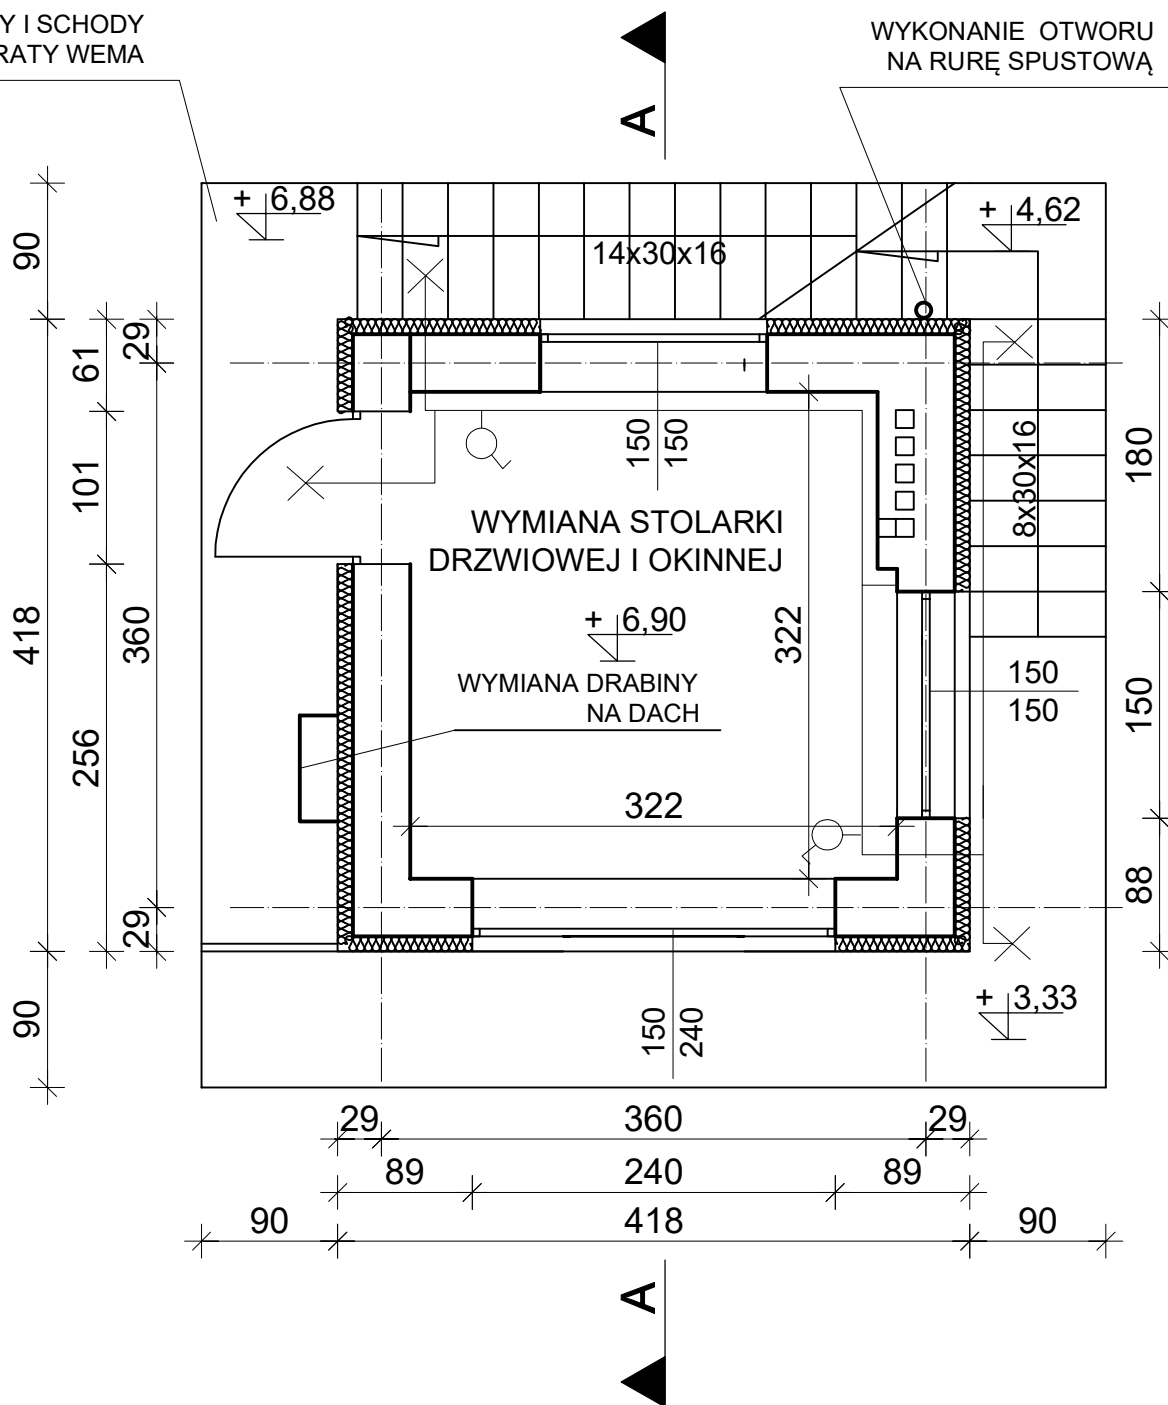 Y I SCHODY
RATY WEMA
WYKONANIE OTWORU
NA RURĘ SPUSTOWĄ
A
+ 6,88
+ 4,62
14x30x16
90
29
61
150
150
180
8x30x16
101
WYMIANA STOLARKI
DRZWIOWEJ I OKINNEJ
+ 6,90
418
360
322
WYMIANA DRABINY
NA DACH
150
150
150
256
322
88
29
+ 3,33
90
150
240
29
360
29
89
240
89
90
418
90
A